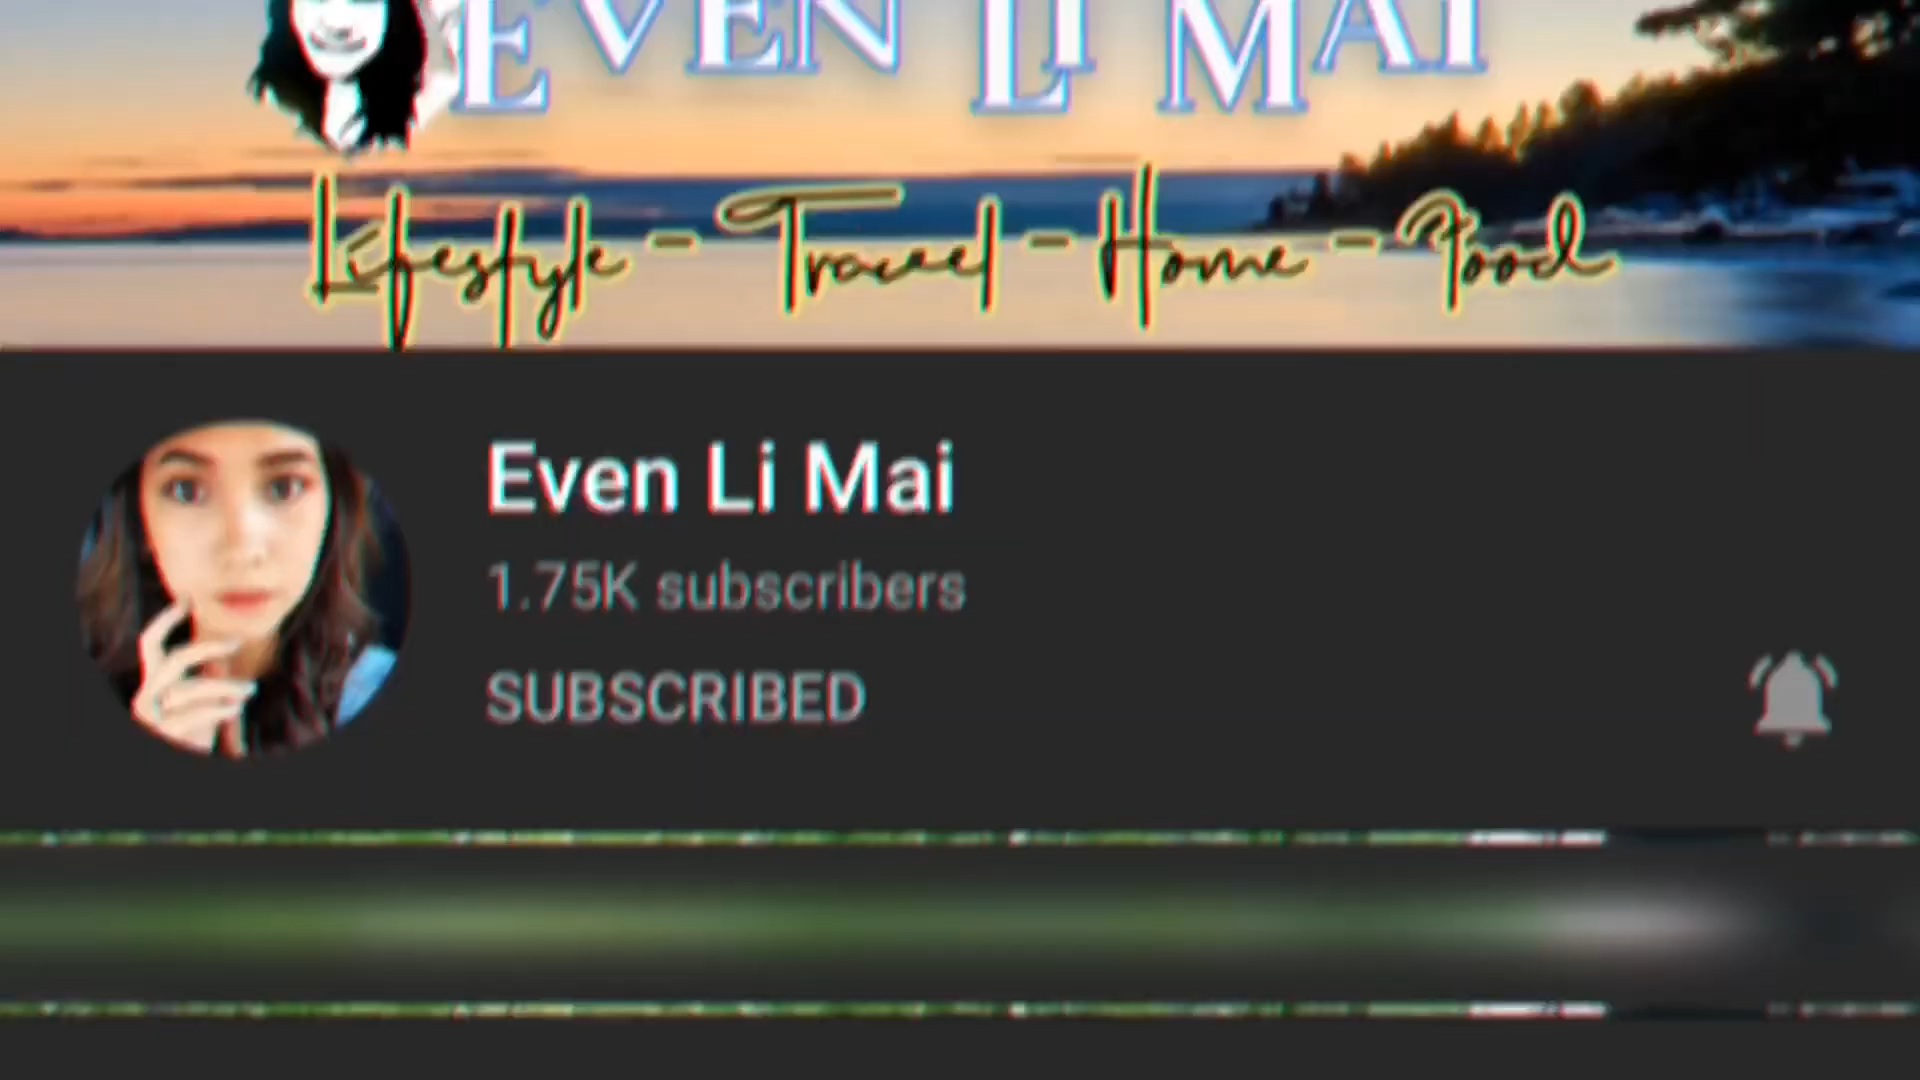 EVEN LI MAI
Lifestyle - Travel - Home - Food
Even Li Mai
1.75K subscribers
SUBSCRIBED